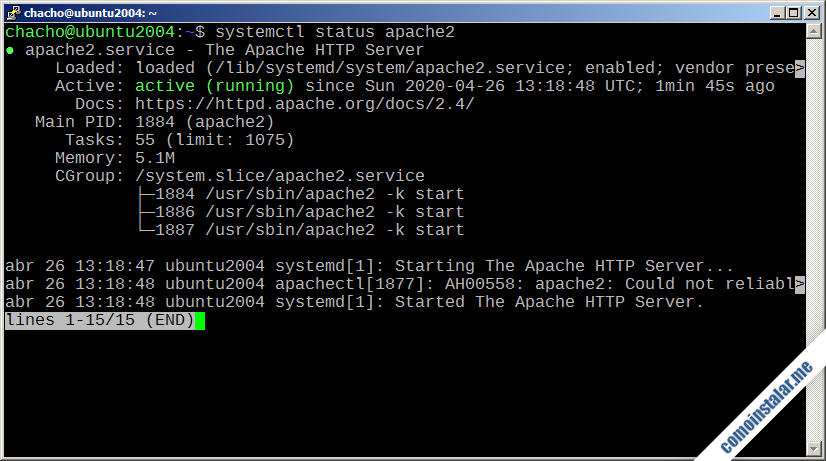 chacho@ubuntu2004: ~
chacho@ubuntu2004:~$ systemctl status apache2
● apache2.service - The Apache HTTP Server
     Loaded: loaded (/lib/systemd/system/apache2.service; enabled; vendor prese>
     Active: active (running) since Sun 2020-04-26 13:18:48 UTC; 1min 45s ago
       Docs: https://httpd.apache.org/docs/2.4/
   Main PID: 1884 (apache2)
      Tasks: 55 (limit: 1075)
     Memory: 5.1M
     CGroup: /system.slice/apache2.service
             ├─1884 /usr/sbin/apache2 -k start
             ├─1886 /usr/sbin/apache2 -k start
             └─1887 /usr/sbin/apache2 -k start
abr 26 13:18:47 ubuntu2004 systemd[1]: Starting The Apache HTTP Server...
abr 26 13:18:48 ubuntu2004 apachectl[1877]: AH00558: apache2: Could not reliabl>
abr 26 13:18:48 ubuntu2004 systemd[1]: Started The Apache HTTP Server.
lines 1-15/15 (END)
comoinstalar.me